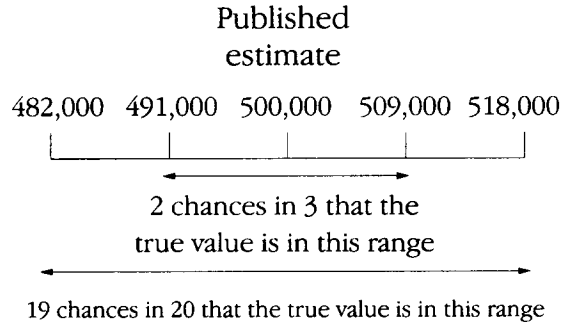 Published
estimate
482,000 491,000 500,000 509,000 518,000
2 chances in 3 that the
true value is in this range
19 chances in 20 that the true value is in this range